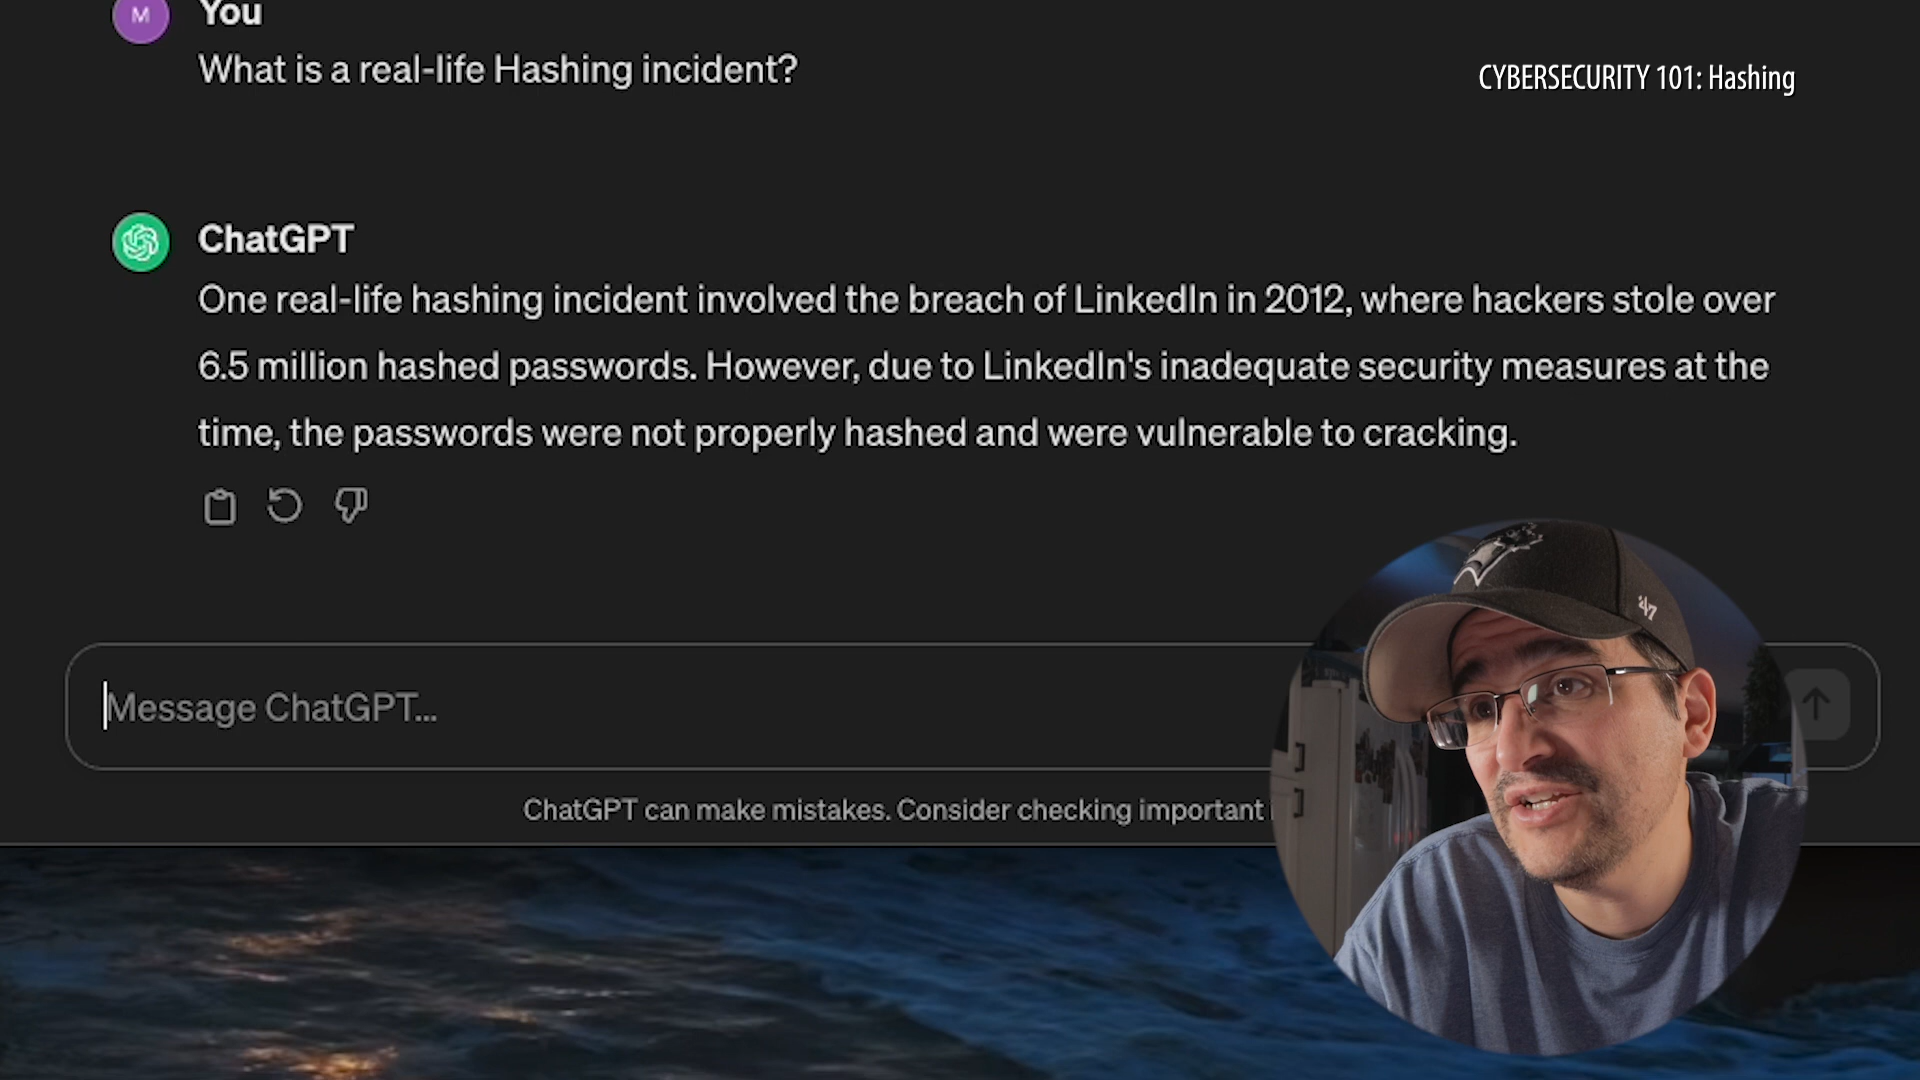 M
You
What is a real-life Hashing incident?
CYBERSECURITY 101: Hashing
ChatGPT
One real-life hashing incident involved the breach of LinkedIn in 2012, where hackers stole over
6.5 million hashed passwords. However, due to LinkedIn's inadequate security measures at the
time, the passwords were not properly hashed and were vulnerable to cracking.
'47
Message ChatGPT...
ChatGPT can make mistakes. Consider checking important